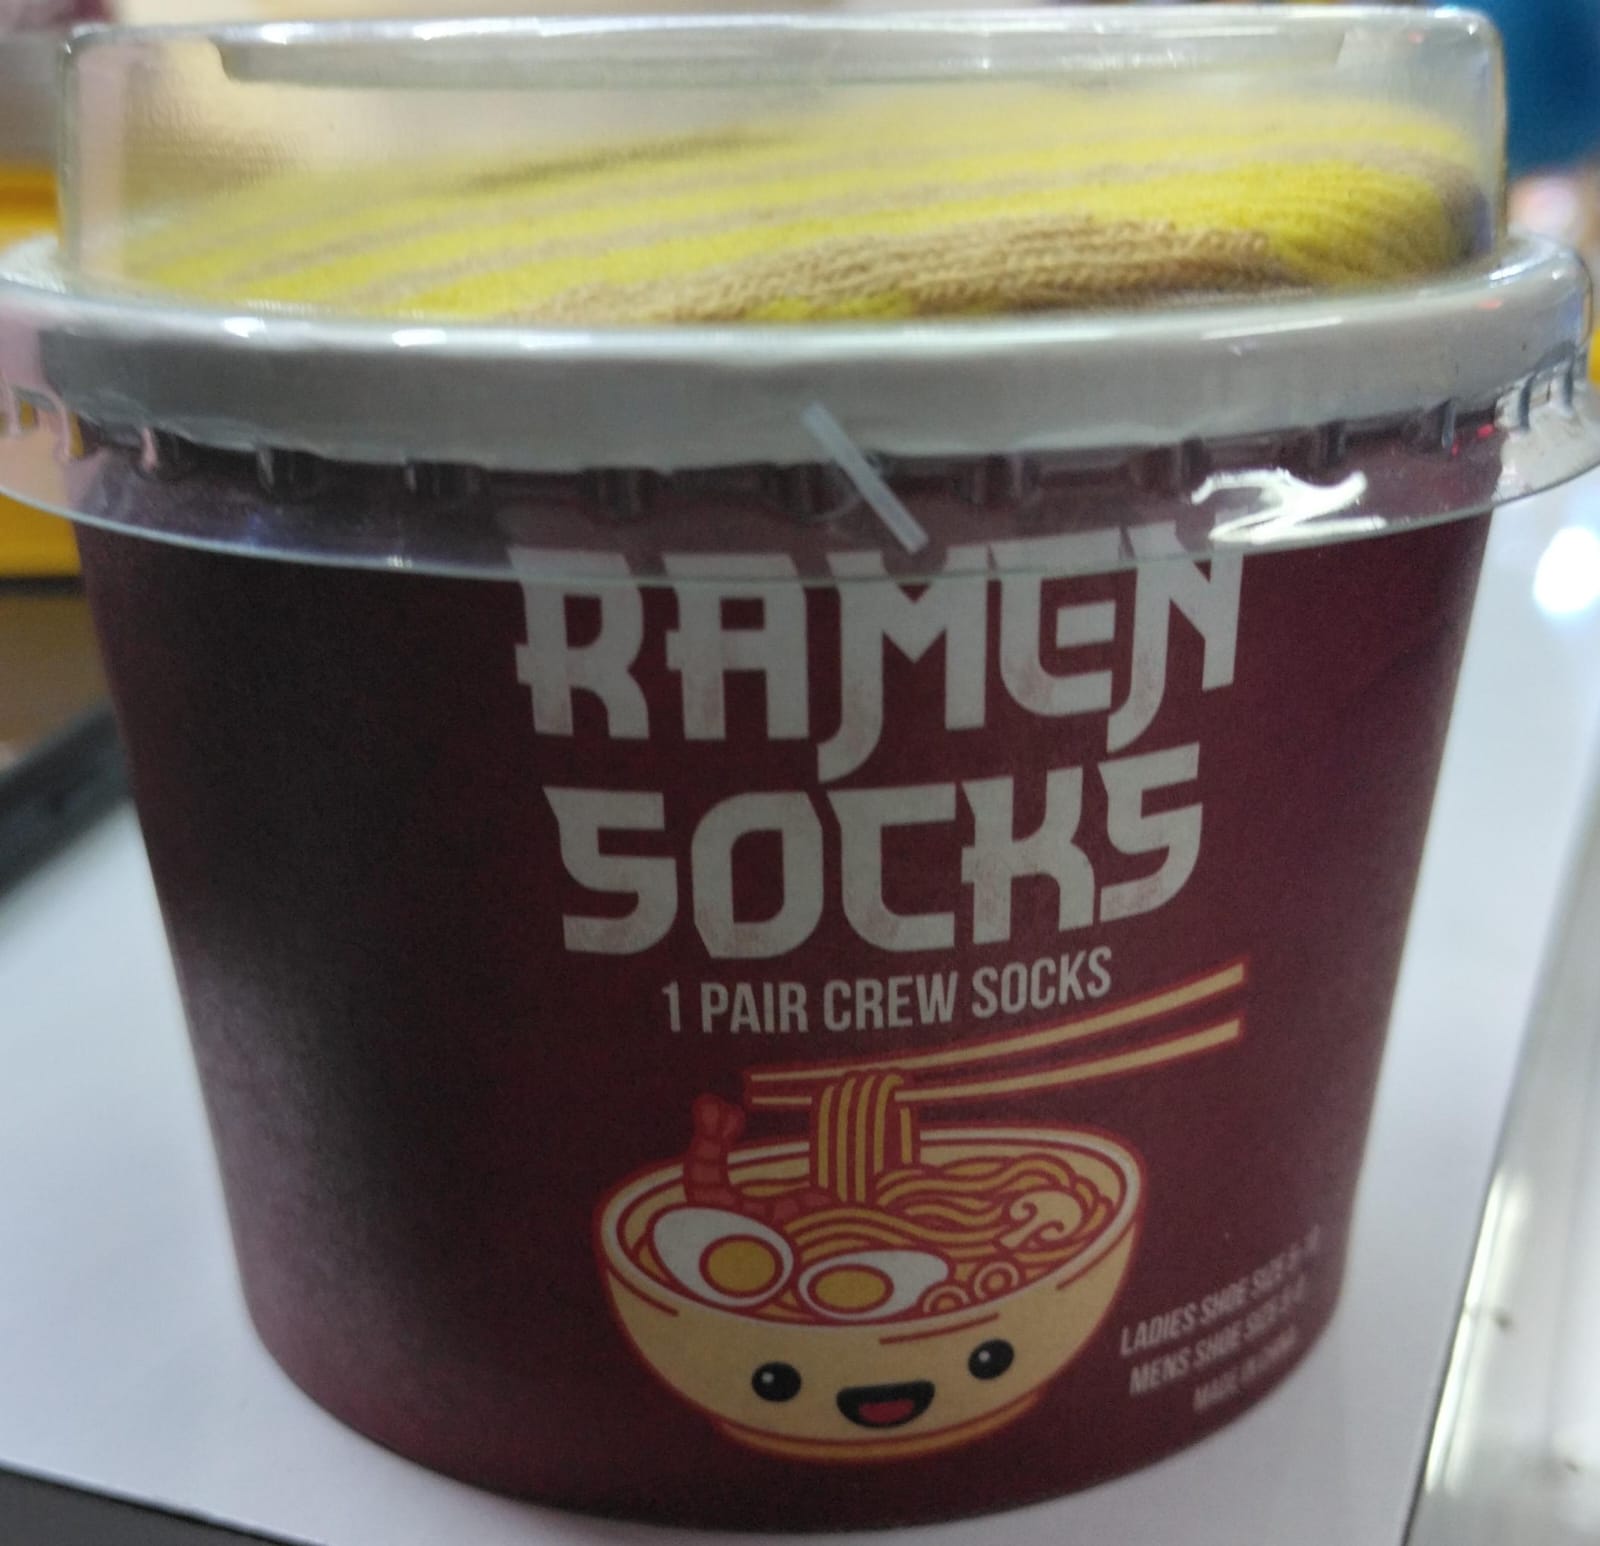 RAMEN
SOCKS
1 PAIR CREW SOCKS
LADIES SHOE SIZE
MENS SHOE SIZE
MADE IN CHINA